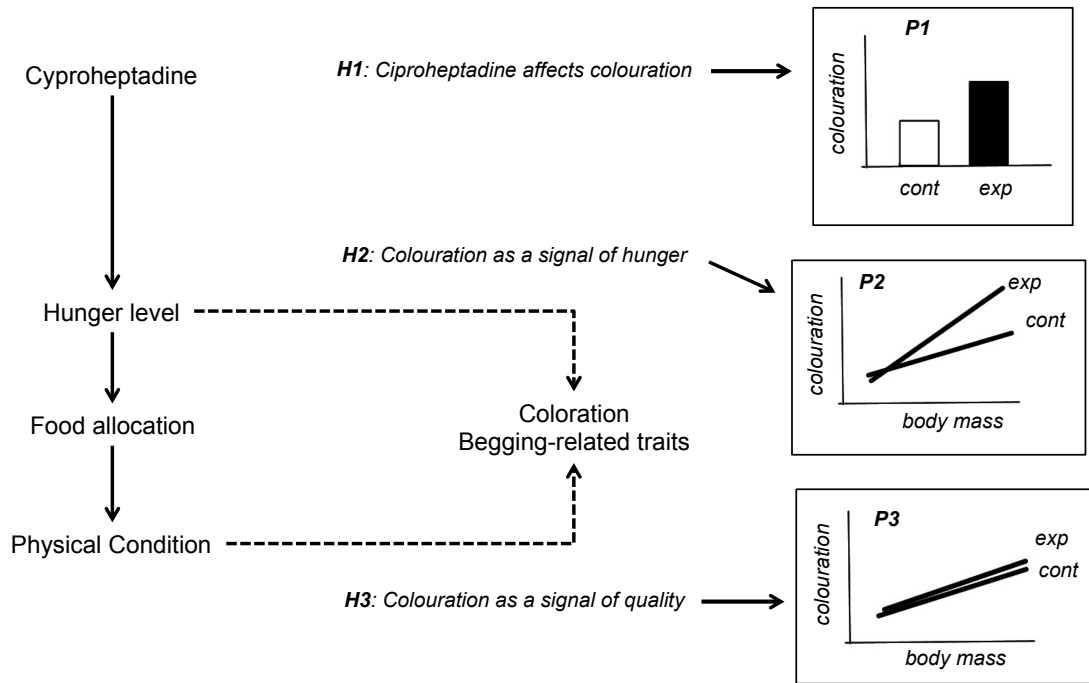 Cyproheptadine
Hunger level
Food allocation
Physical Condition
Coloration
Begging-related traits
H1: Ciproheptadine affects colouration
P1
colouration
cont
exp
H2: Colouration as a signal of hunger
P2
colouration
exp
cont
body mass
H3: Colouration as a signal of quality
P3
colouration
exp
cont
body mass